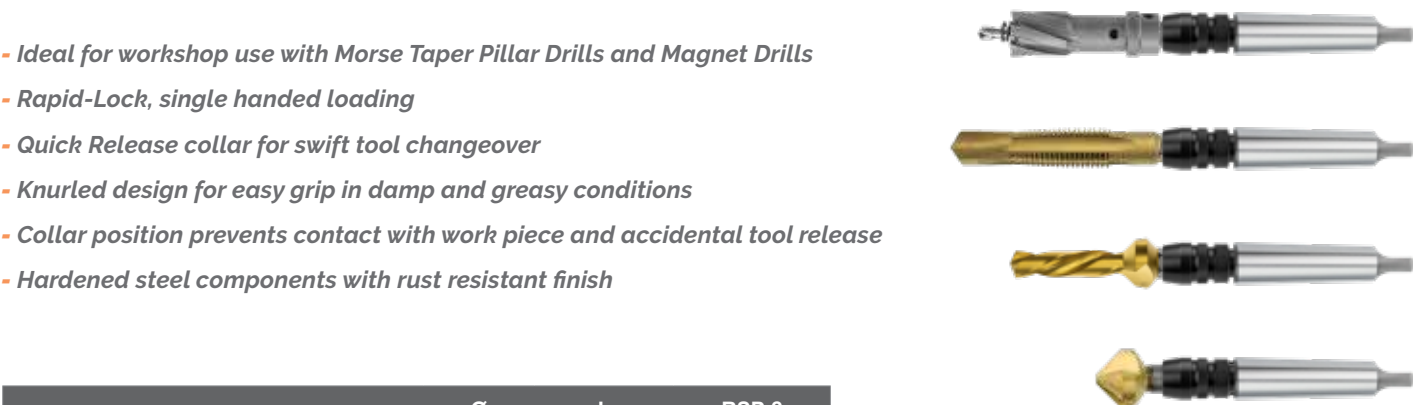 - Ideal for workshop use with Morse Taper Pillar Drills and Magnet Drills
- Rapid-Lock, single handed loading
- Quick Release collar for swift tool changeover
- Knurled design for easy grip in damp and greasy conditions
- Collar position prevents contact with work piece and accidental tool release
- Hardened steel components with rust resistant finish